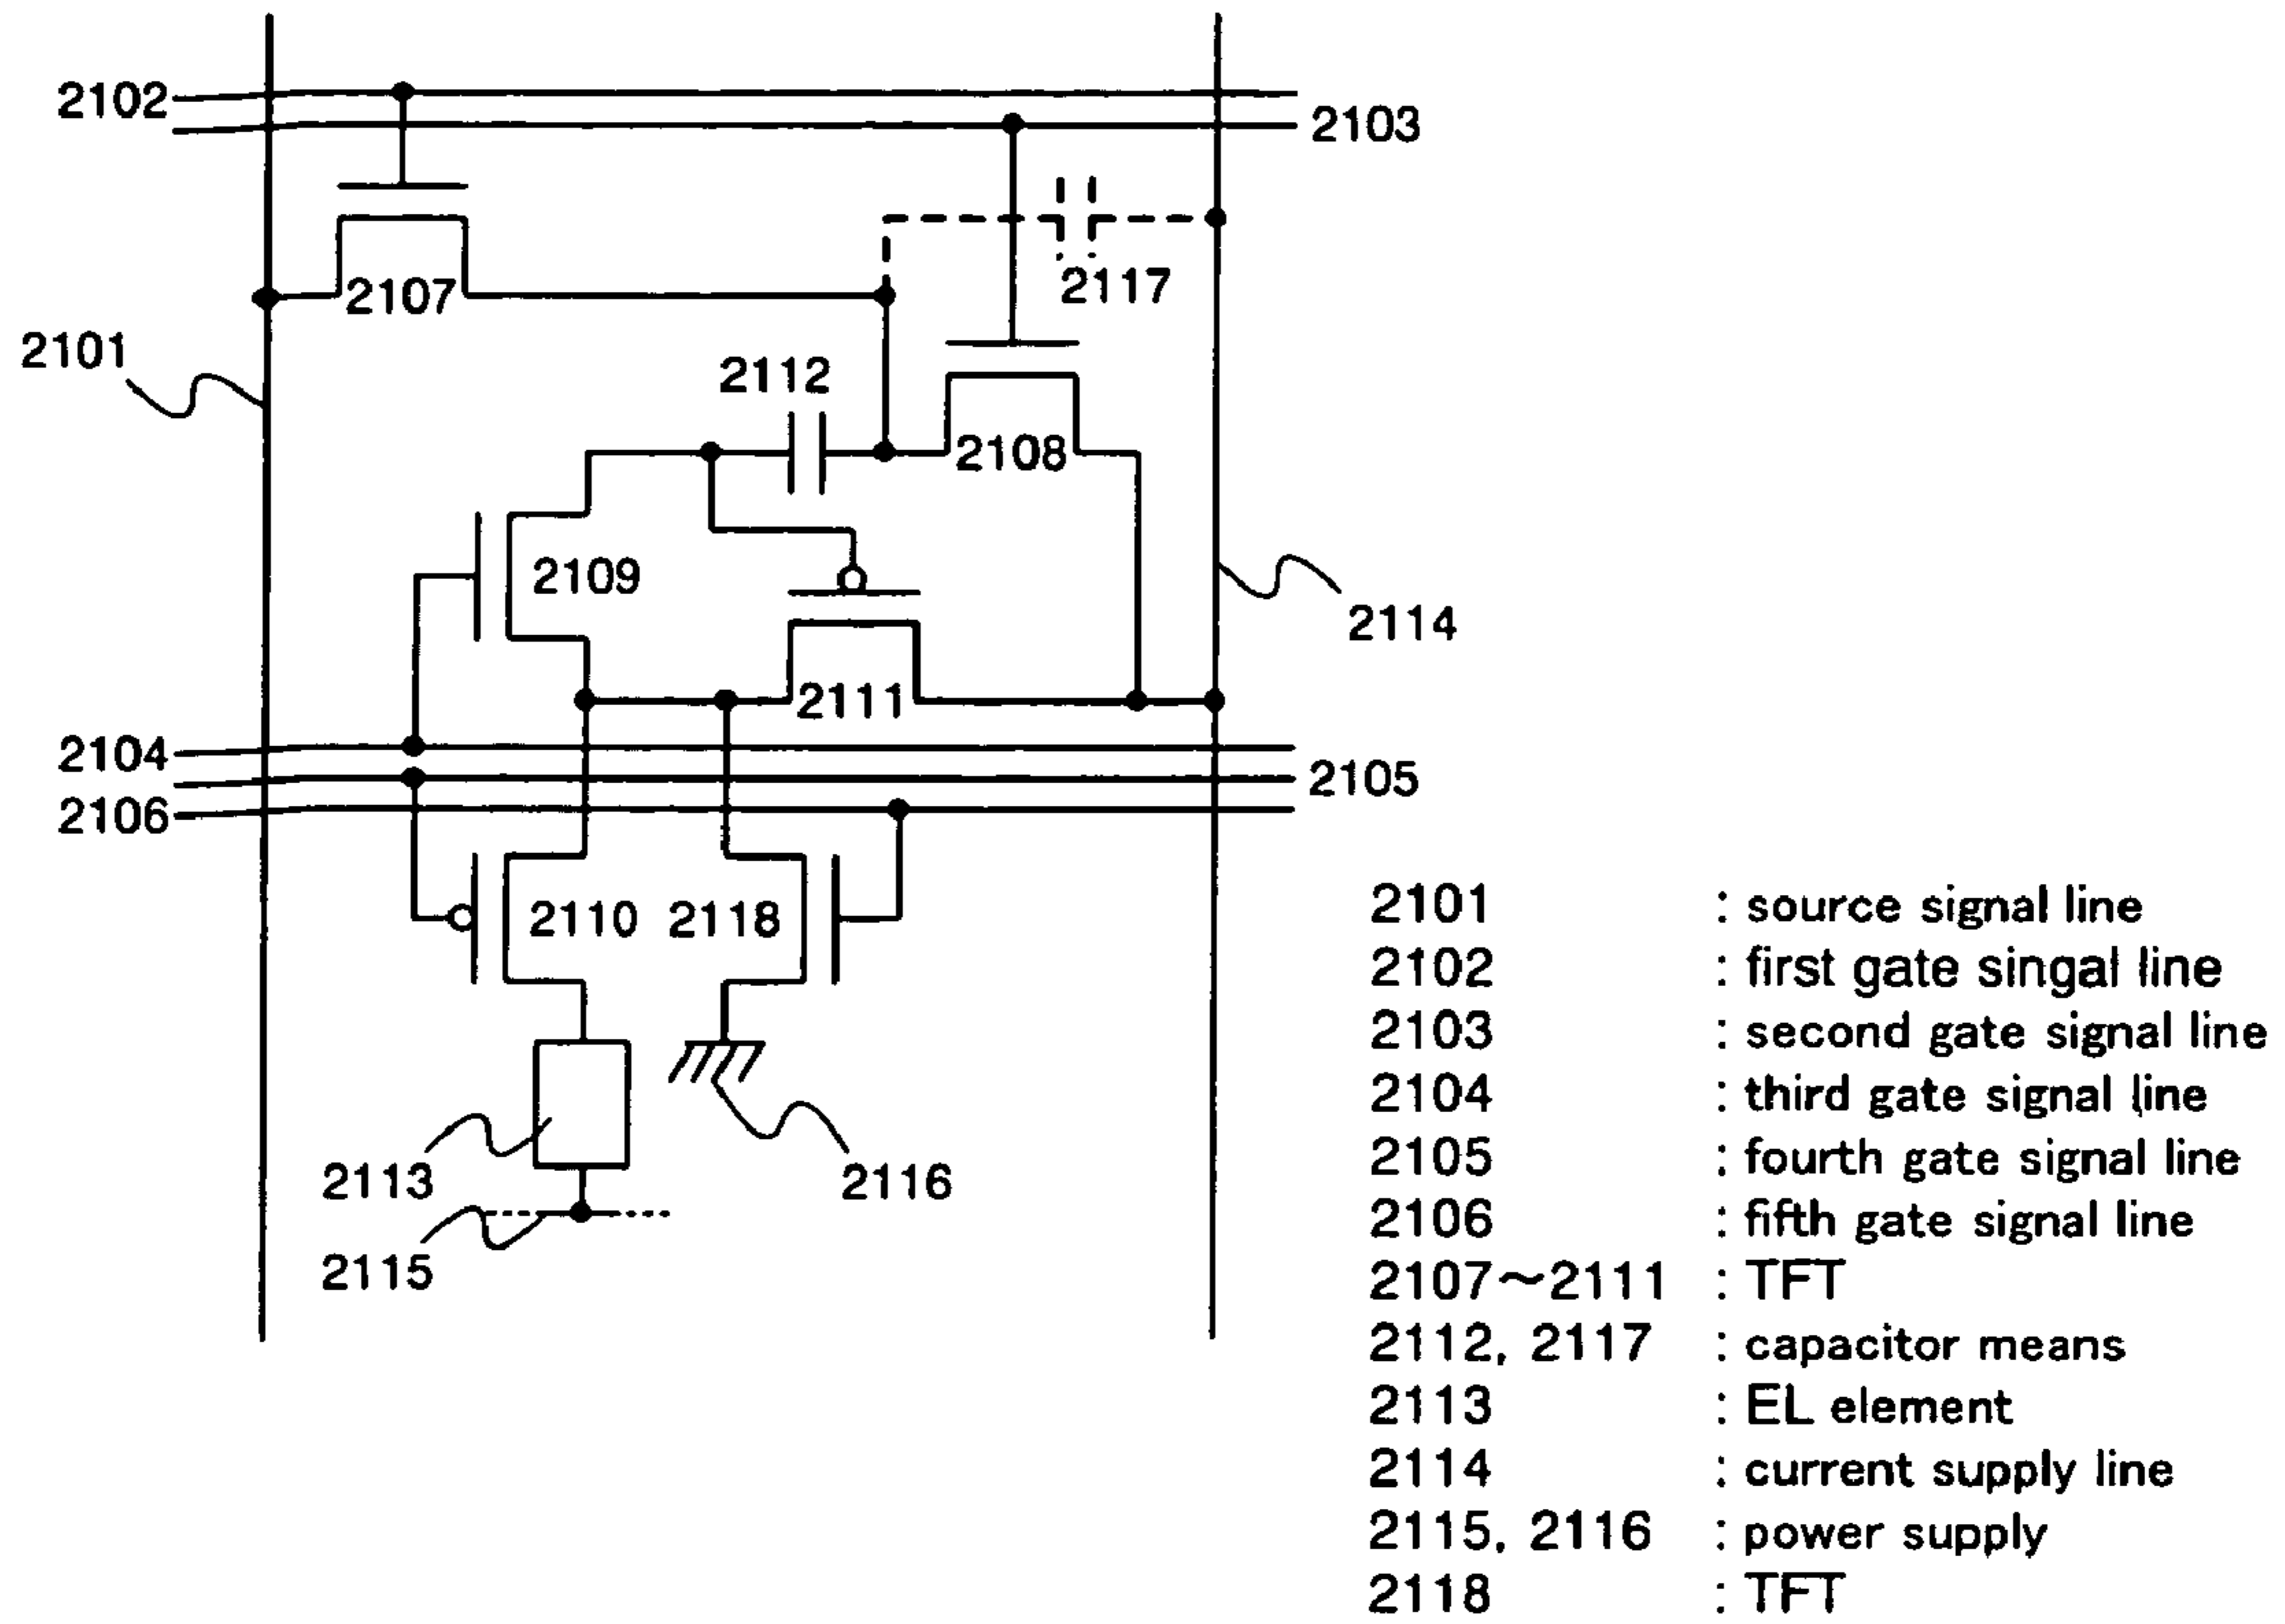 2102
2103
2107
2117
2101
2112
2108
2109
2114
2111
2104
2105
2106
2110 2118
2113
2116
2115
2101 : source signal line
2102 : first gate singal line
2103 : second gate signal line
2104 : third gate signal line
2105 : fourth gate signal line
2106 : fifth gate signal line
2107～2111 : TFT
2112, 2117 : capacitor means
2113 : EL element
2114 : current supply line
2115, 2116 : power supply
2118 : TFT